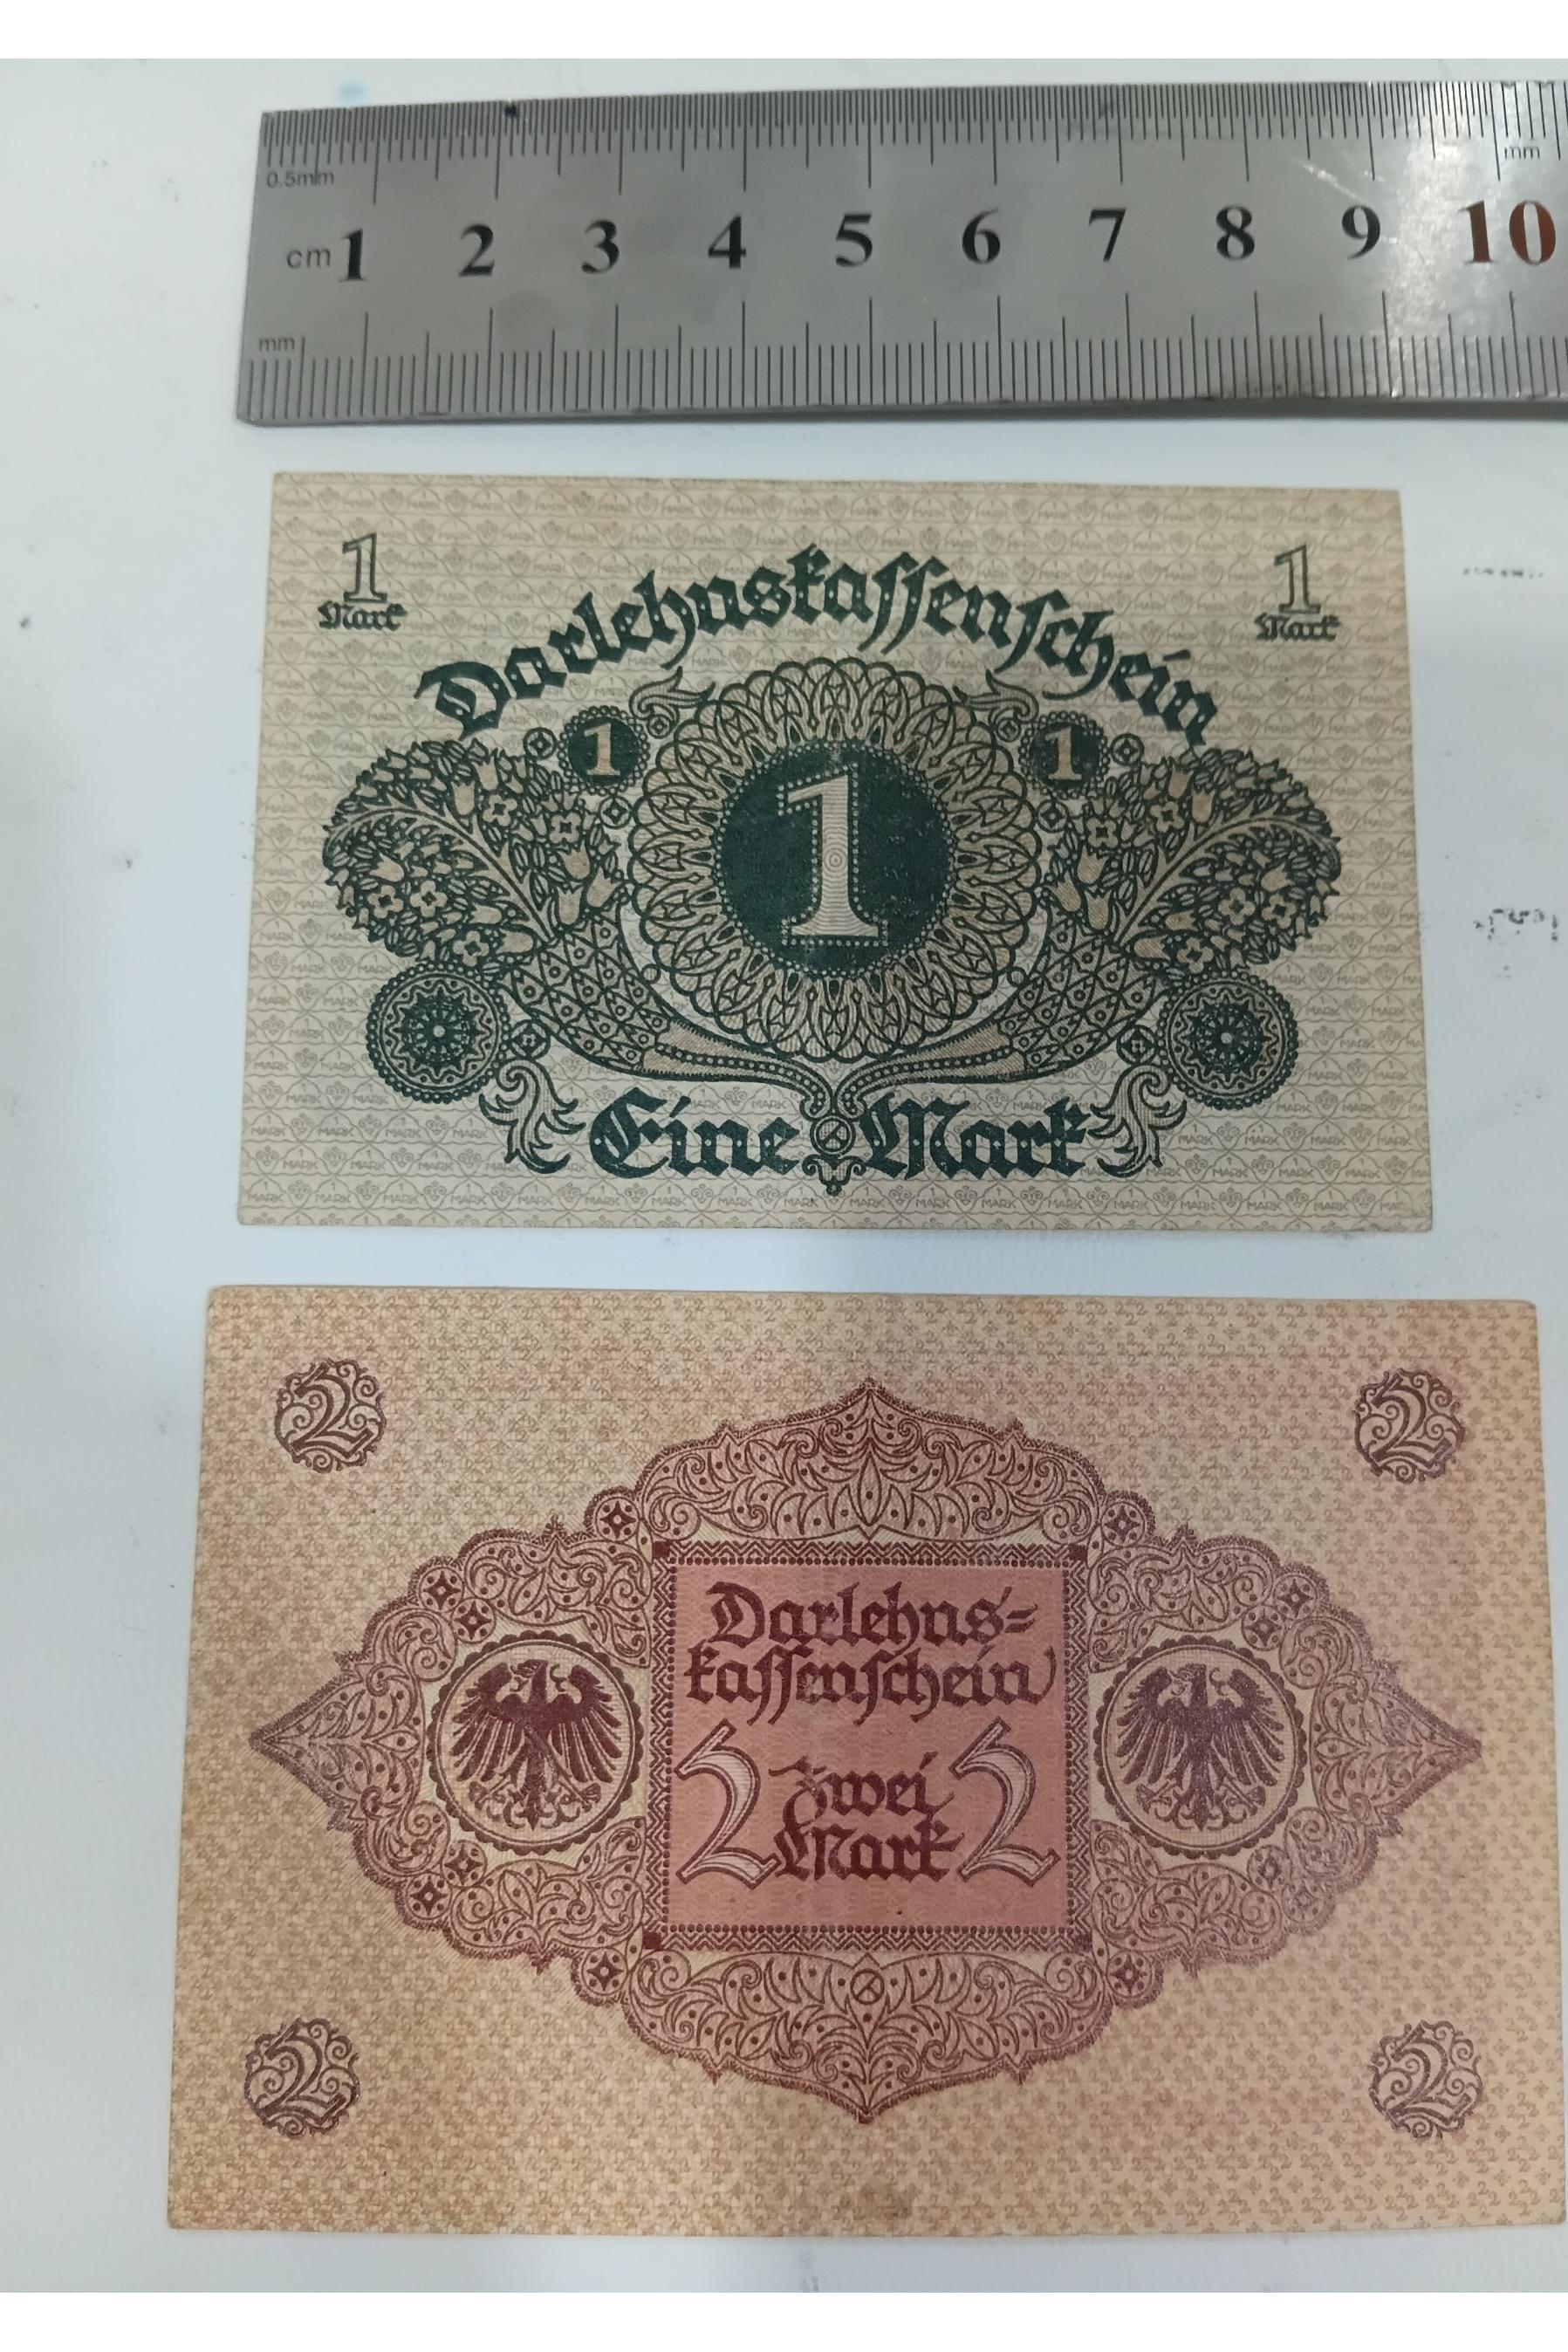 0.5mm
mm
cm 1 2 3 4 5 6 7 8 9 10
mm
1 1
Mark Mark
Darlehnskassenschein
1 1
1
Eine Mark
2 2
Darlehns=
kassenschein
2 Zwei 2
Mark
2 2